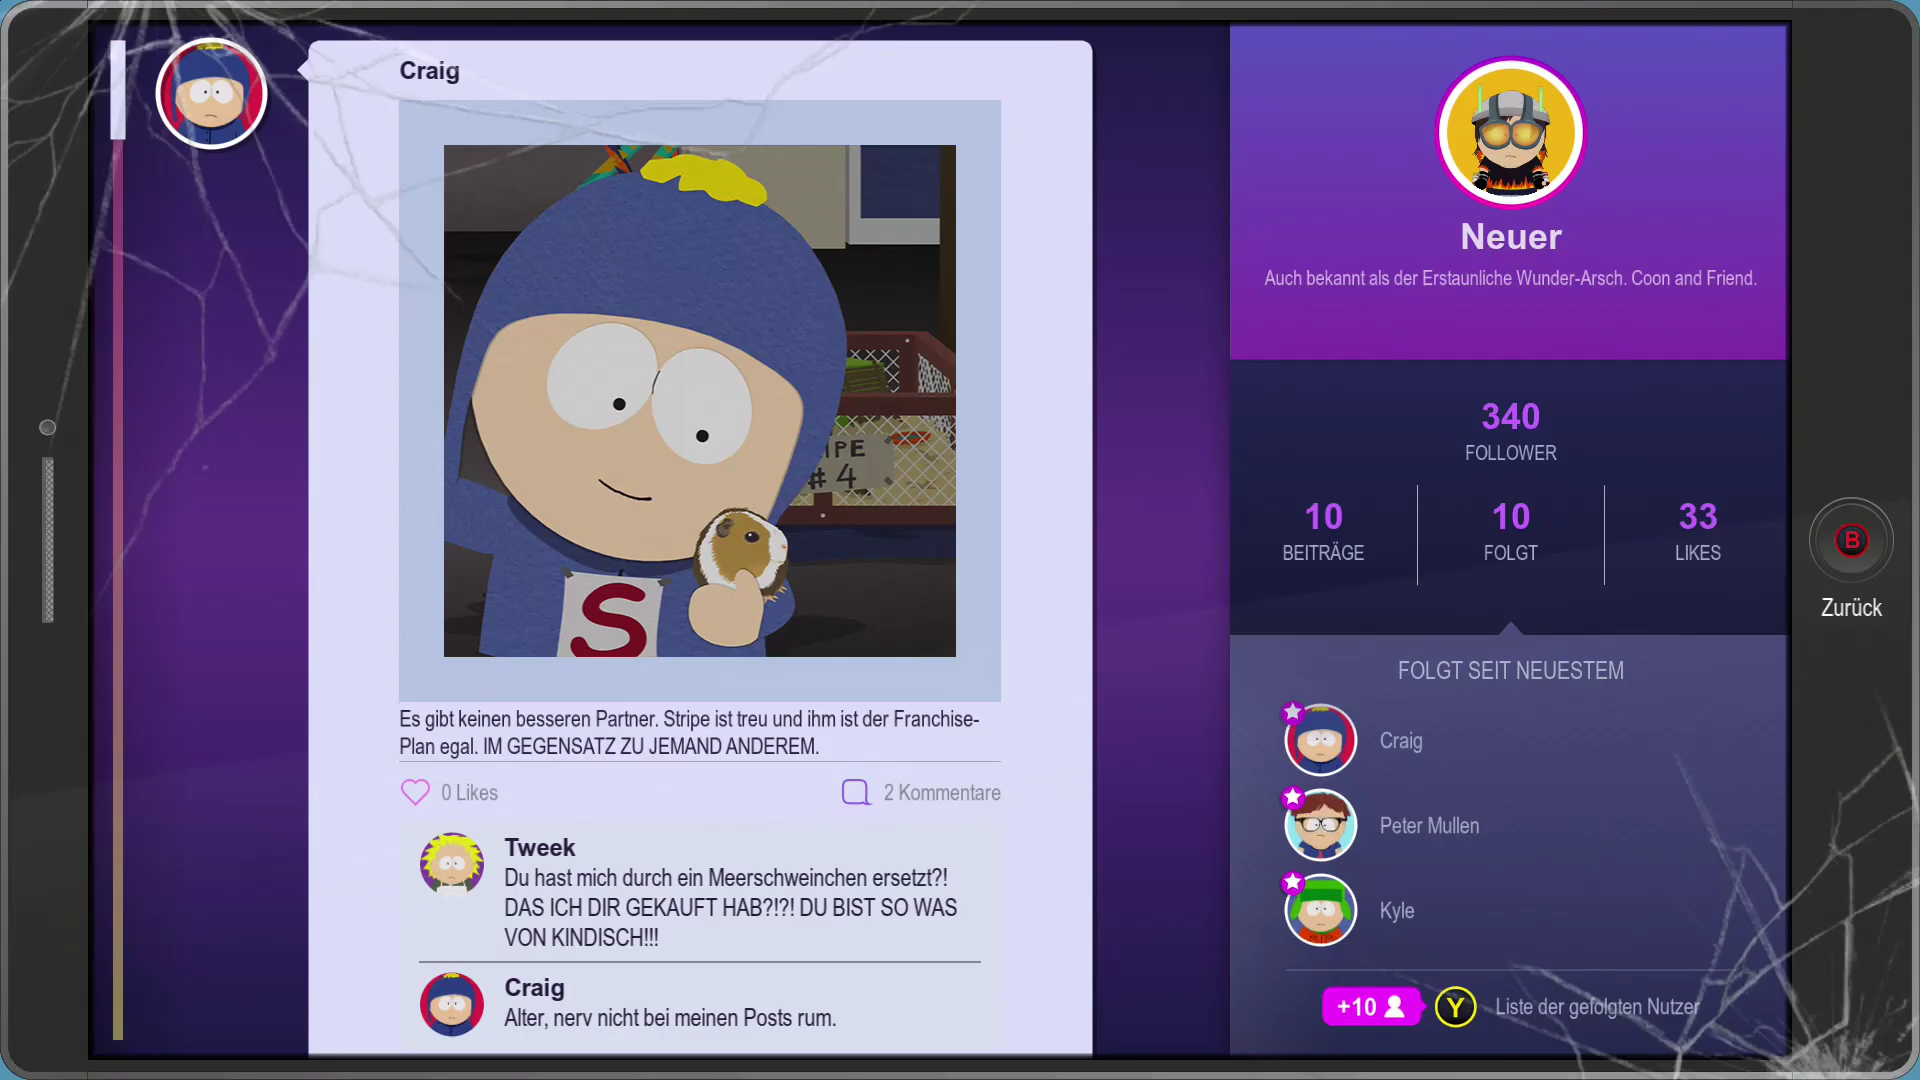 Craig
IPE
# 4
S
Es gibt keinen besseren Partner. Stripe ist treu und ihm ist der Franchise-
Plan egal. IM GEGENSATZ ZU JEMAND ANDEREM.
0 Likes
2 Kommentare
Tweek
Du hast mich durch ein Meerschweinchen ersetzt?!
DAS ICH DIR GEKAUFT HAB?!?! DU BIST SO WAS
VON KINDISCH!!!
Craig
Alter, nerv nicht bei meinen Posts rum.
Neuer
Auch bekannt als der Erstaunliche Wunder-Arsch. Coon and Friend.
340
FOLLOWER
10
BEITRÄGE
10
FOLGT
33
LIKES
FOLGT SEIT NEUESTEM
Craig
Peter Mullen
Kyle
+10
Y
Liste der gefolgten Nutzer
B
Zurück